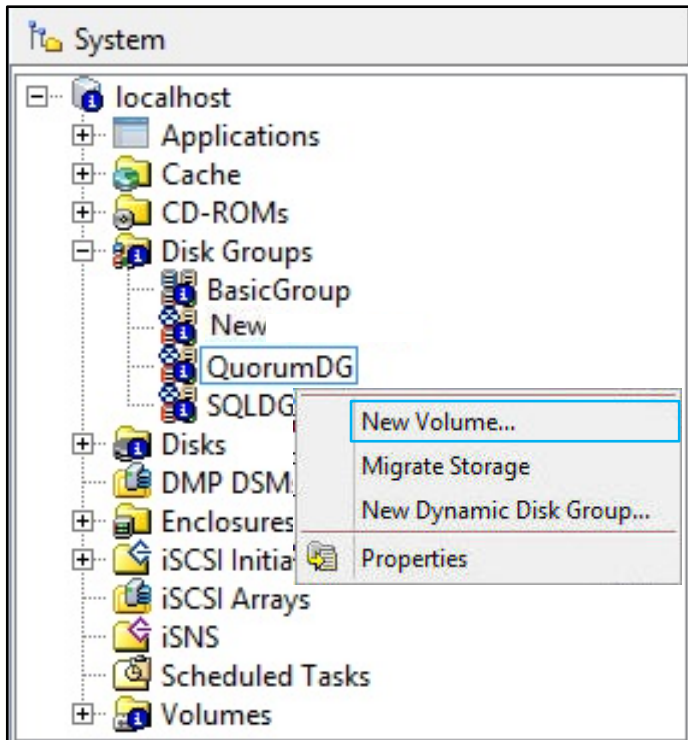 System
localhost
Applications
Cache
CD-ROMs
Disk Groups
BasicGroup
New
QuorumDG
SQLDG
New Volume...
Migrate Storage
New Dynamic Disk Group...
Properties
Disks
DMP DSM
Enclosures
iSCSI Initia
iSCSI Arrays
iSNS
Scheduled Tasks
Volumes